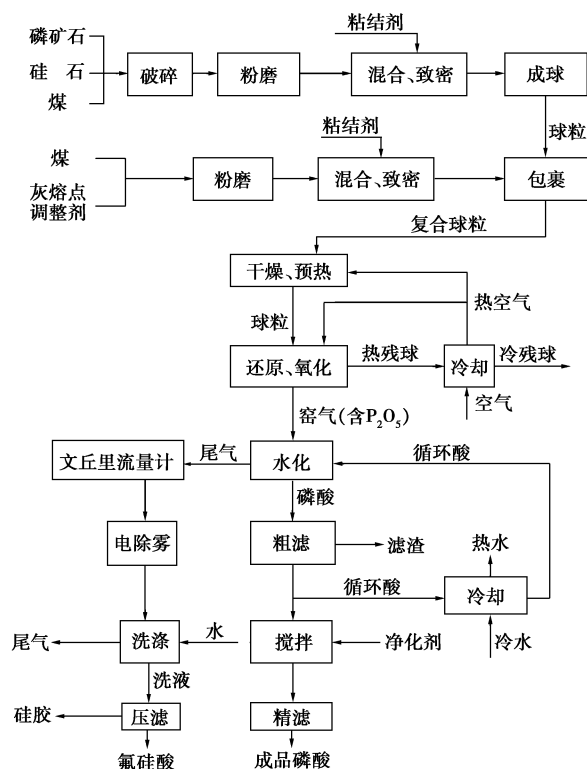 粘结剂
磷矿石
硅 石
煤
破碎
粉磨
混合、致密
成球
球粒
粘结剂
煤
灰熔点
调整剂
粉磨
混合、致密
包裹
复合球粒
干燥、预热
热空气
球粒
还原、氧化
热残球
冷却
冷残球
空气
窑气(含P₂O₅)
文丘里流量计
尾气
水化
循环酸
磷酸
电除雾
粗滤
滤渣
热水
循环酸
冷却
尾气
洗涤
水
搅拌
净化剂
冷水
洗液
硅胶
压滤
精滤
氟硅酸
成品磷酸